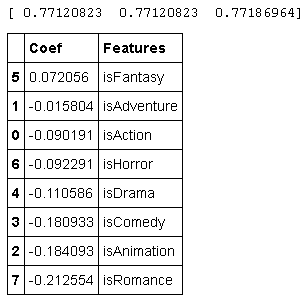 [ 0.77120823 0.77120823 0.77186964]
Coef Features
5 0.072056 isFantasy
1 -0.015804 isAdventure
0 -0.090191 isAction
6 -0.092291 isHorror
4 -0.110586 isDrama
3 -0.180933 isComedy
2 -0.184093 isAnimation
7 -0.212554 isRomance